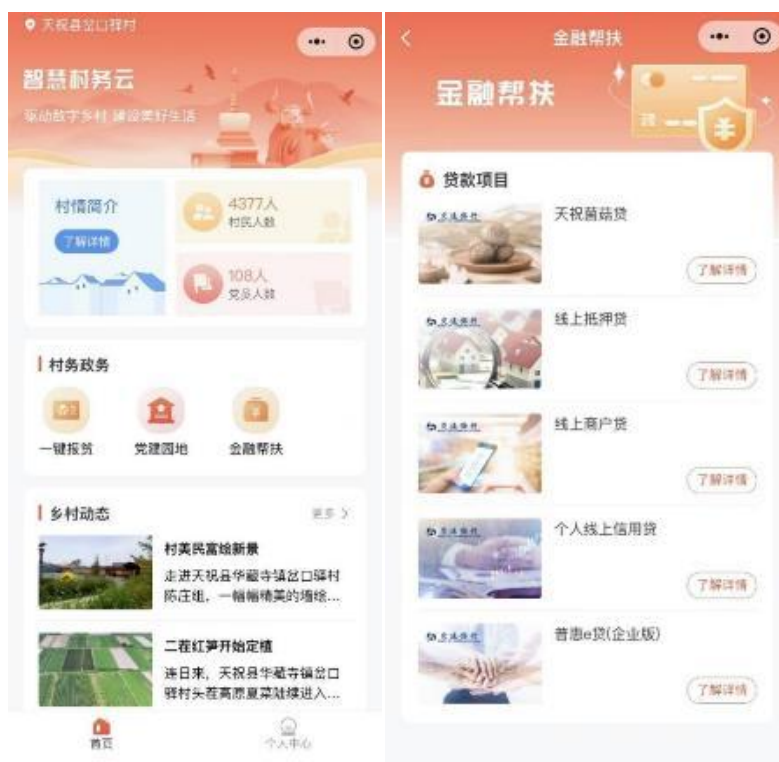 天祝县岔口驿村
智慧村务云
驱动数字乡村 建设美好生活
村情简介
了解详情
4377人
村民人数
108人
党员人数
村务政务
一键报贫
党建园地
金融帮扶
乡村动态
更多
村美民富绘新景
走进天祝县华藏寺镇岔口驿村
陈庄组，一幅幅精美的墙绘...
二茬红笋开始定植
连日来，天祝县华藏寺镇岔口
驿村头茬高原夏菜陆续进入...
首页
个人中心
金融帮扶
金融帮扶
贷款项目
天祝菌菇贷
了解详情
线上抵押贷
了解详情
线上商户贷
了解详情
个人线上信用贷
了解详情
普惠e贷(企业版)
了解详情